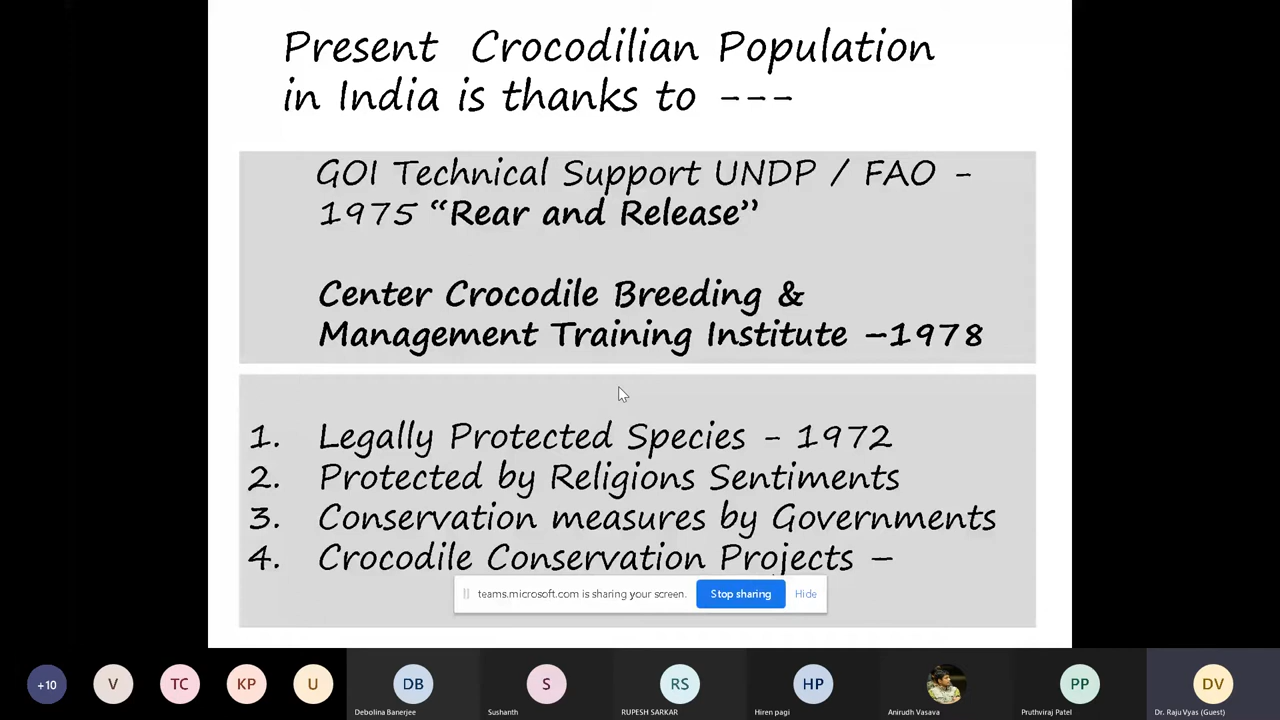 Present Crocodilian Population
in India is thanks to ---
GOI Technical Support UNDP / FAO -
1975 “Rear and Release”
Center Crocodile Breeding &
Management Training Institute –1978
1. Legally Protected Species - 1972
2. Protected by Religions Sentiments
3. Conservation measures by Governments
4. Crocodile Conservation Projects –
teams.microsoft.com is sharing your screen. Stop sharing Hide
+10 V TC KP U DB S RS HP PP DV
Debolina Banerjee Sushanth RUPESH SARKAR Hiren pagi Anirudh Vasava Pruthviraj Patel Dr. Raju Vyas (Guest)